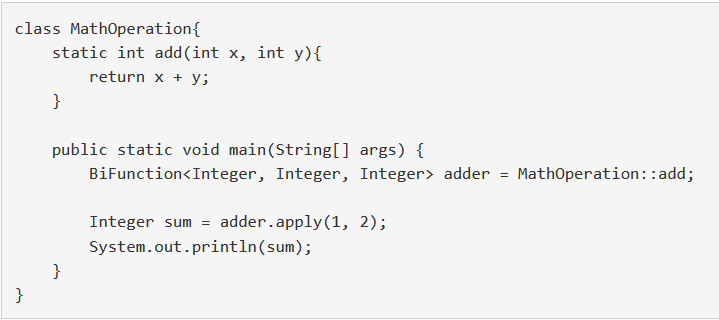 class MathOperation{
    static int add(int x, int y){
        return x + y;
    }

    public static void main(String[] args) {
        BiFunction<Integer, Integer, Integer> adder = MathOperation::add;

        Integer sum = adder.apply(1, 2);
        System.out.println(sum);
    }
}